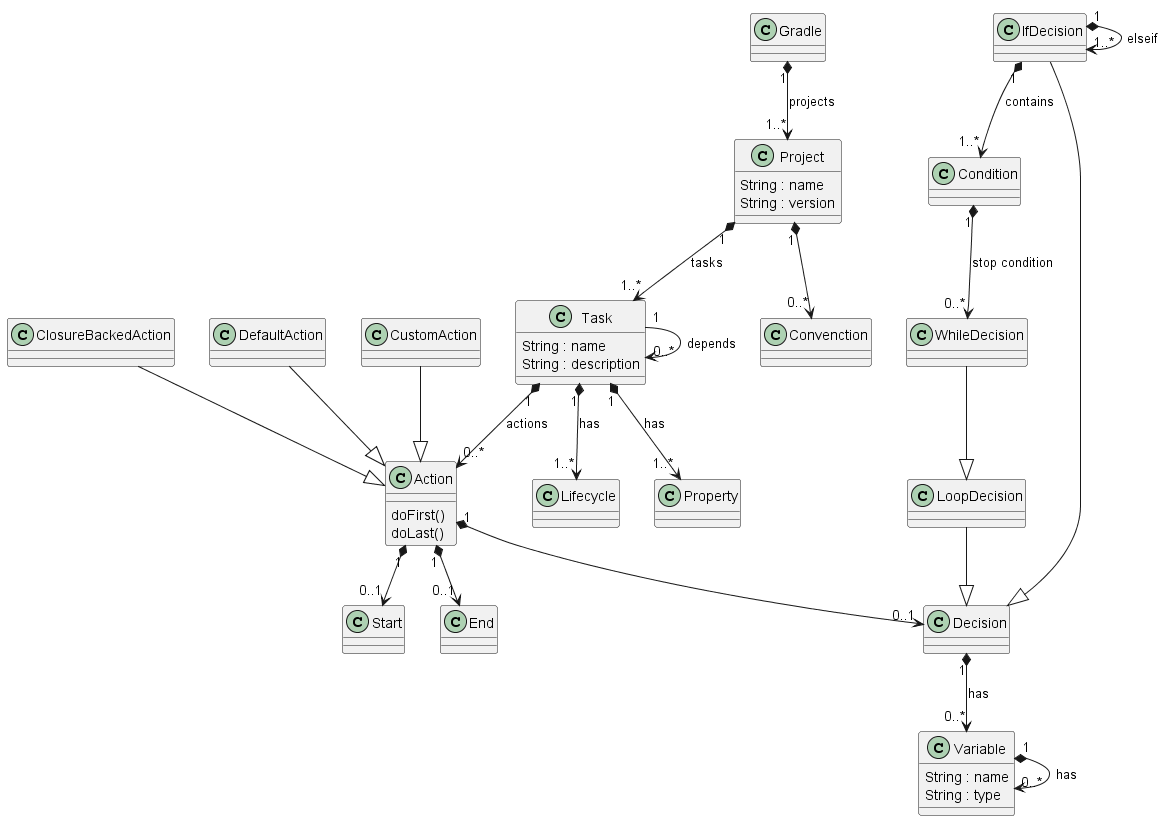 C Gradle
C IfDecision
1
1..*
elseif
1
projects
1..*
1
contains
1..*
C Project
String : name
String : version
C Condition
1
tasks
1..*
1
0..*
1
stop condition
0..*
C ClosureBackedAction
C DefaultAction
C CustomAction
C Task
String : name
String : description
1
0..*
depends
C Convenction
C WhileDecision
1
actions
0..*
1
has
1..*
1
has
1..*
C Action
doFirst()
doLast()
C Lifecycle
C Property
C LoopDecision
1
1
0..1
1
0..1
0..1
C Start
C End
C Decision
1
has
0..*
C Variable
String : name
String : type
1
0..*
has